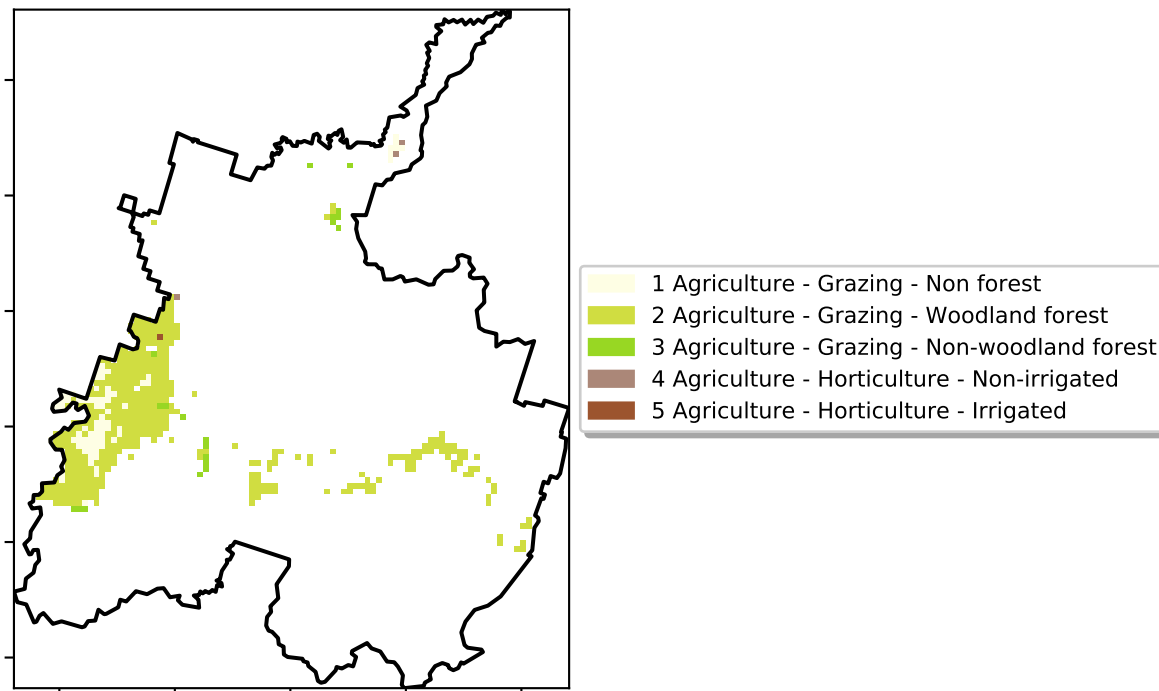 1 Agriculture - Grazing - Non forest
2 Agriculture - Grazing - Woodland forest
3 Agriculture - Grazing - Non-woodland forest
4 Agriculture - Horticulture - Non-irrigated
5 Agriculture - Horticulture - Irrigated